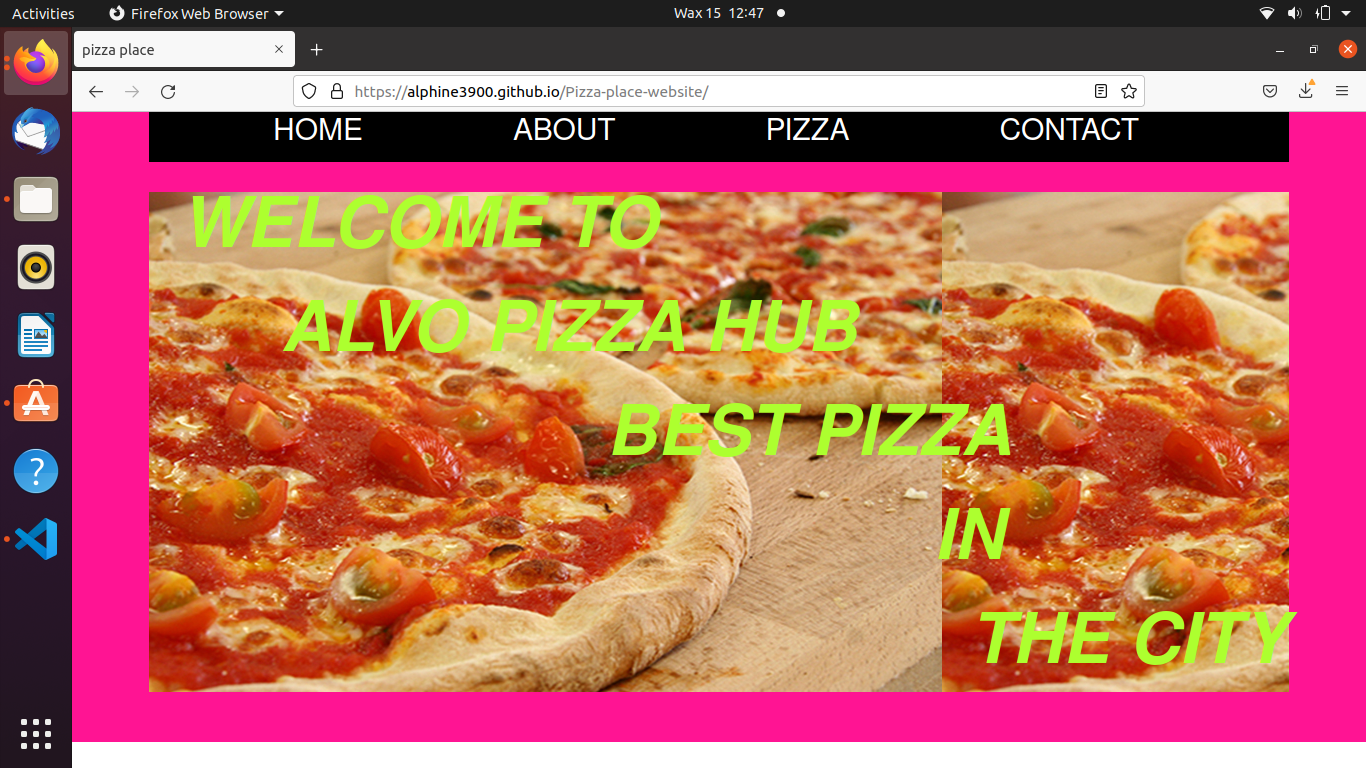 Activities Firefox Web Browser Wax 15 12:47
pizza place
https://alphine3900.github.io/Pizza-place-website/
HOME ABOUT PIZZA CONTACT
WELCOME TO
ALVO PIZZA HUB
BEST PIZZA
IN
THE CITY